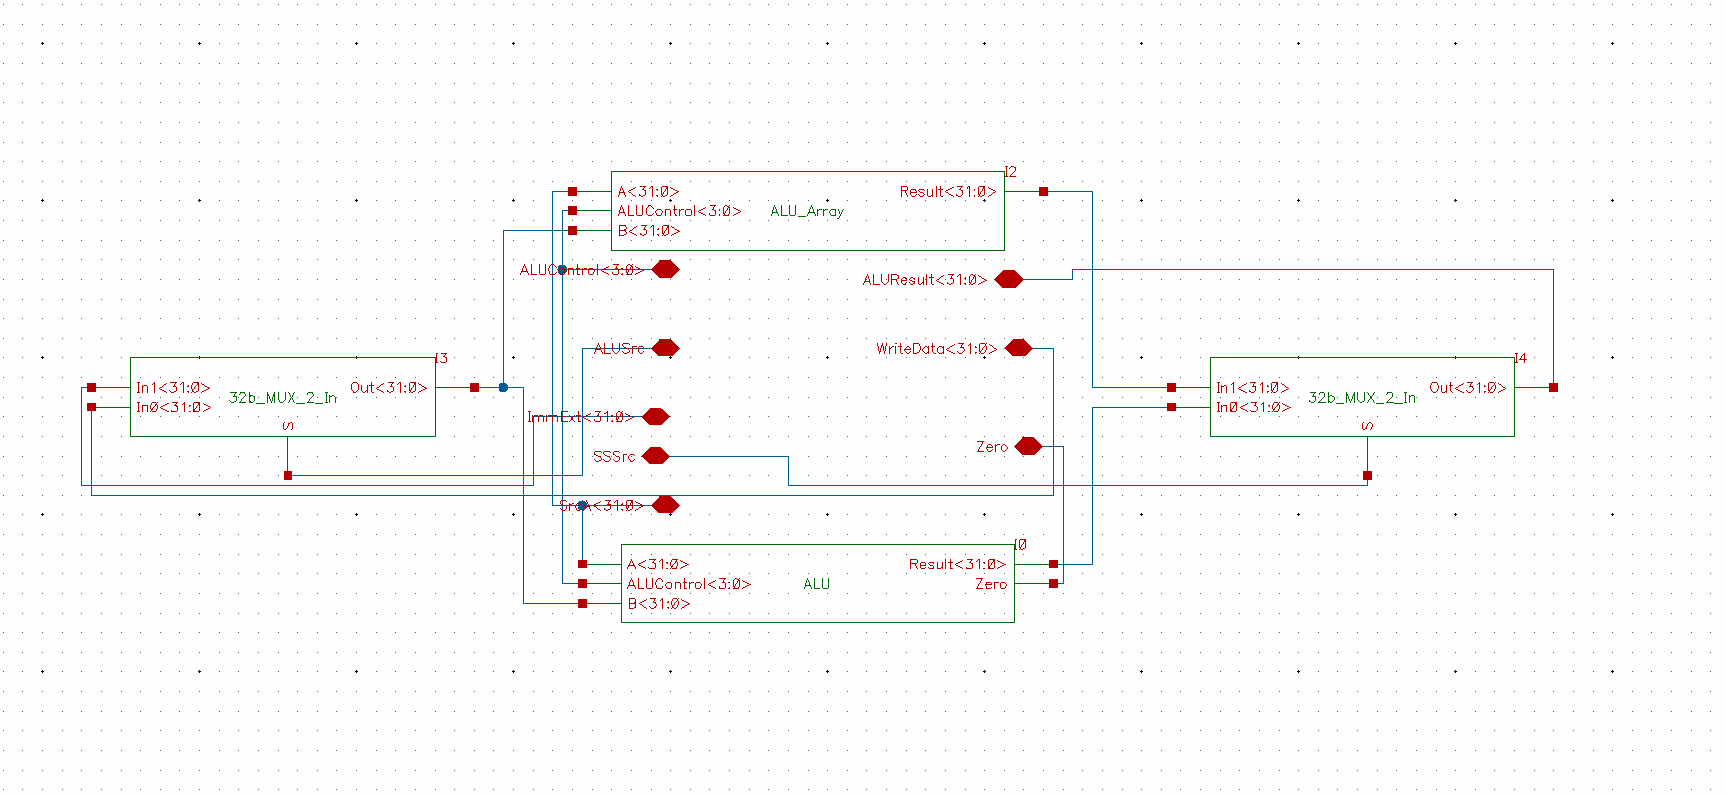 I2
A<31:0>
Result<31:0>
ALUControl<3:0>
ALU_Array
B<31:0>
ALUControl<3:0>
ALUResult<31:0>
ALUSrc
WriteData<31:0>
I3
In1<31:0>
Out<31:0>
32b_MUX_2_In
In0<31:0>
S
I4
In1<31:0>
Out<31:0>
32b_MUX_2_In
In0<31:0>
S
ImmExt<31:0>
Zero
SSSrc
SrcA<31:0>
I0
A<31:0>
Result<31:0>
ALUControl<3:0>
ALU
Zero
B<31:0>